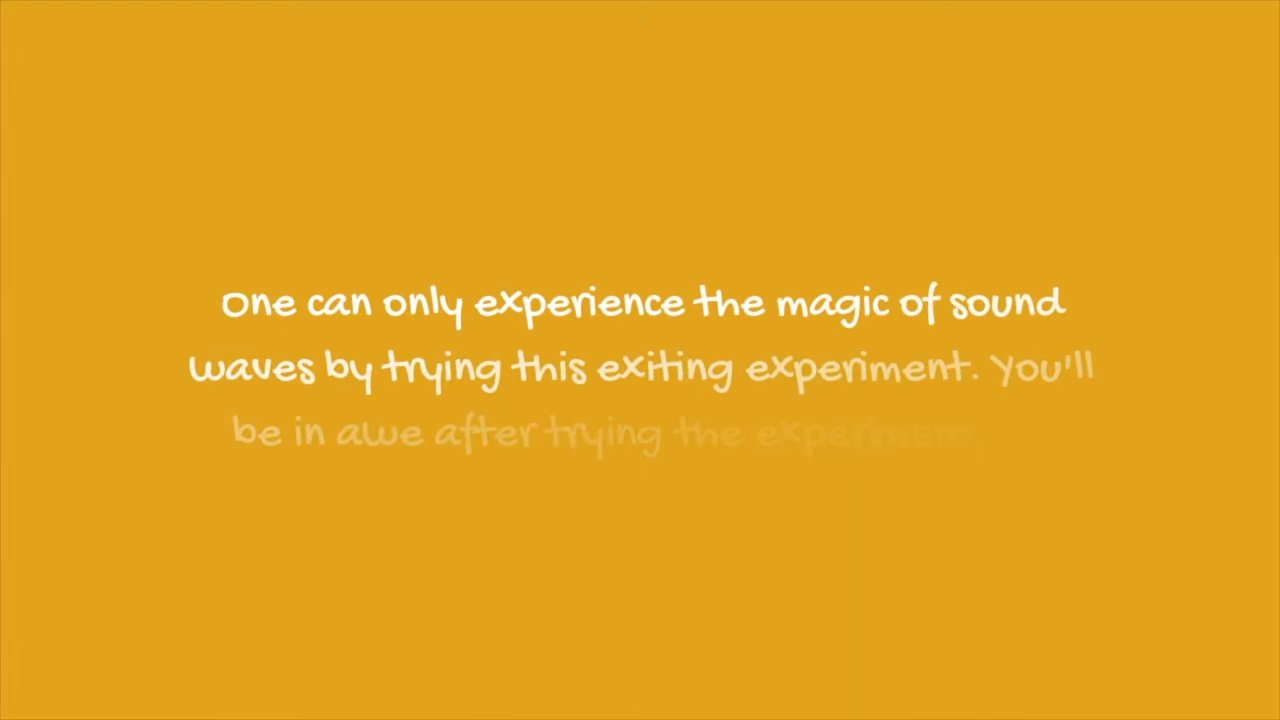 One can only experience the magic of sound
waves by trying this exiting experiment. You'll
be in awe after trying the experiment